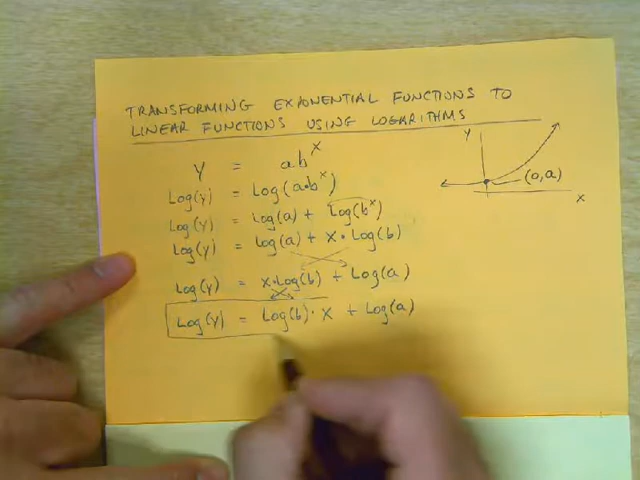 TRANSFORMING EXPONENTIAL FUNCTIONS TO
LINEAR FUNCTIONS USING LOGARITHMS
y = ab^x
Log(y) = Log(a•b^x)
Log(y) = Log(a) + Log(b^x)
Log(y) = Log(a) + x • Log(b)
Log(y) = x•Log(b) + Log(a)
Log(y) = Log(b)• x + Log(a)
y
(0,a)
x